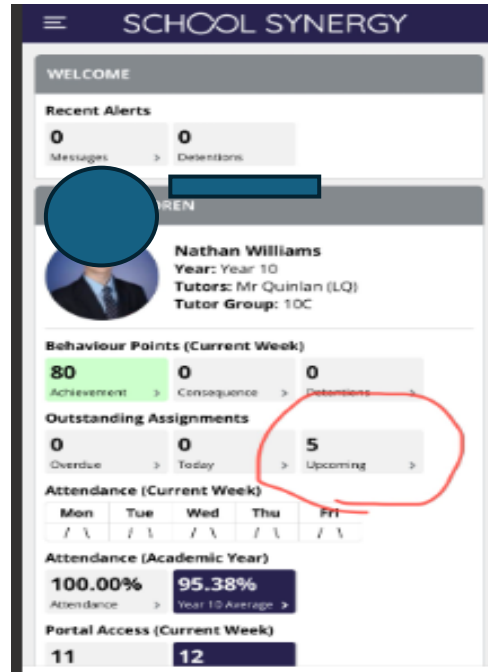 SCHOOL SYNERGY
WELCOME
Recent Alerts
0 0
Messages > Detentions
REN
Nathan Williams
Year: Year 10
Tutors: Mr Quinlan (LQ)
Tutor Group: 10C
Behaviour Points (Current Week)
80 0 0
Achievement > Consequence > Detentions >
Outstanding Assignments
0 0 5
Overdue > Today > Upcoming >
Attendance (Current Week)
Mon Tue Wed Thu Fri
/ \ / \ / \ / \ / \
Attendance (Academic Year)
100.00% 95.38%
Attendance > Year 10 Average >
Portal Access (Current Week)
11 12